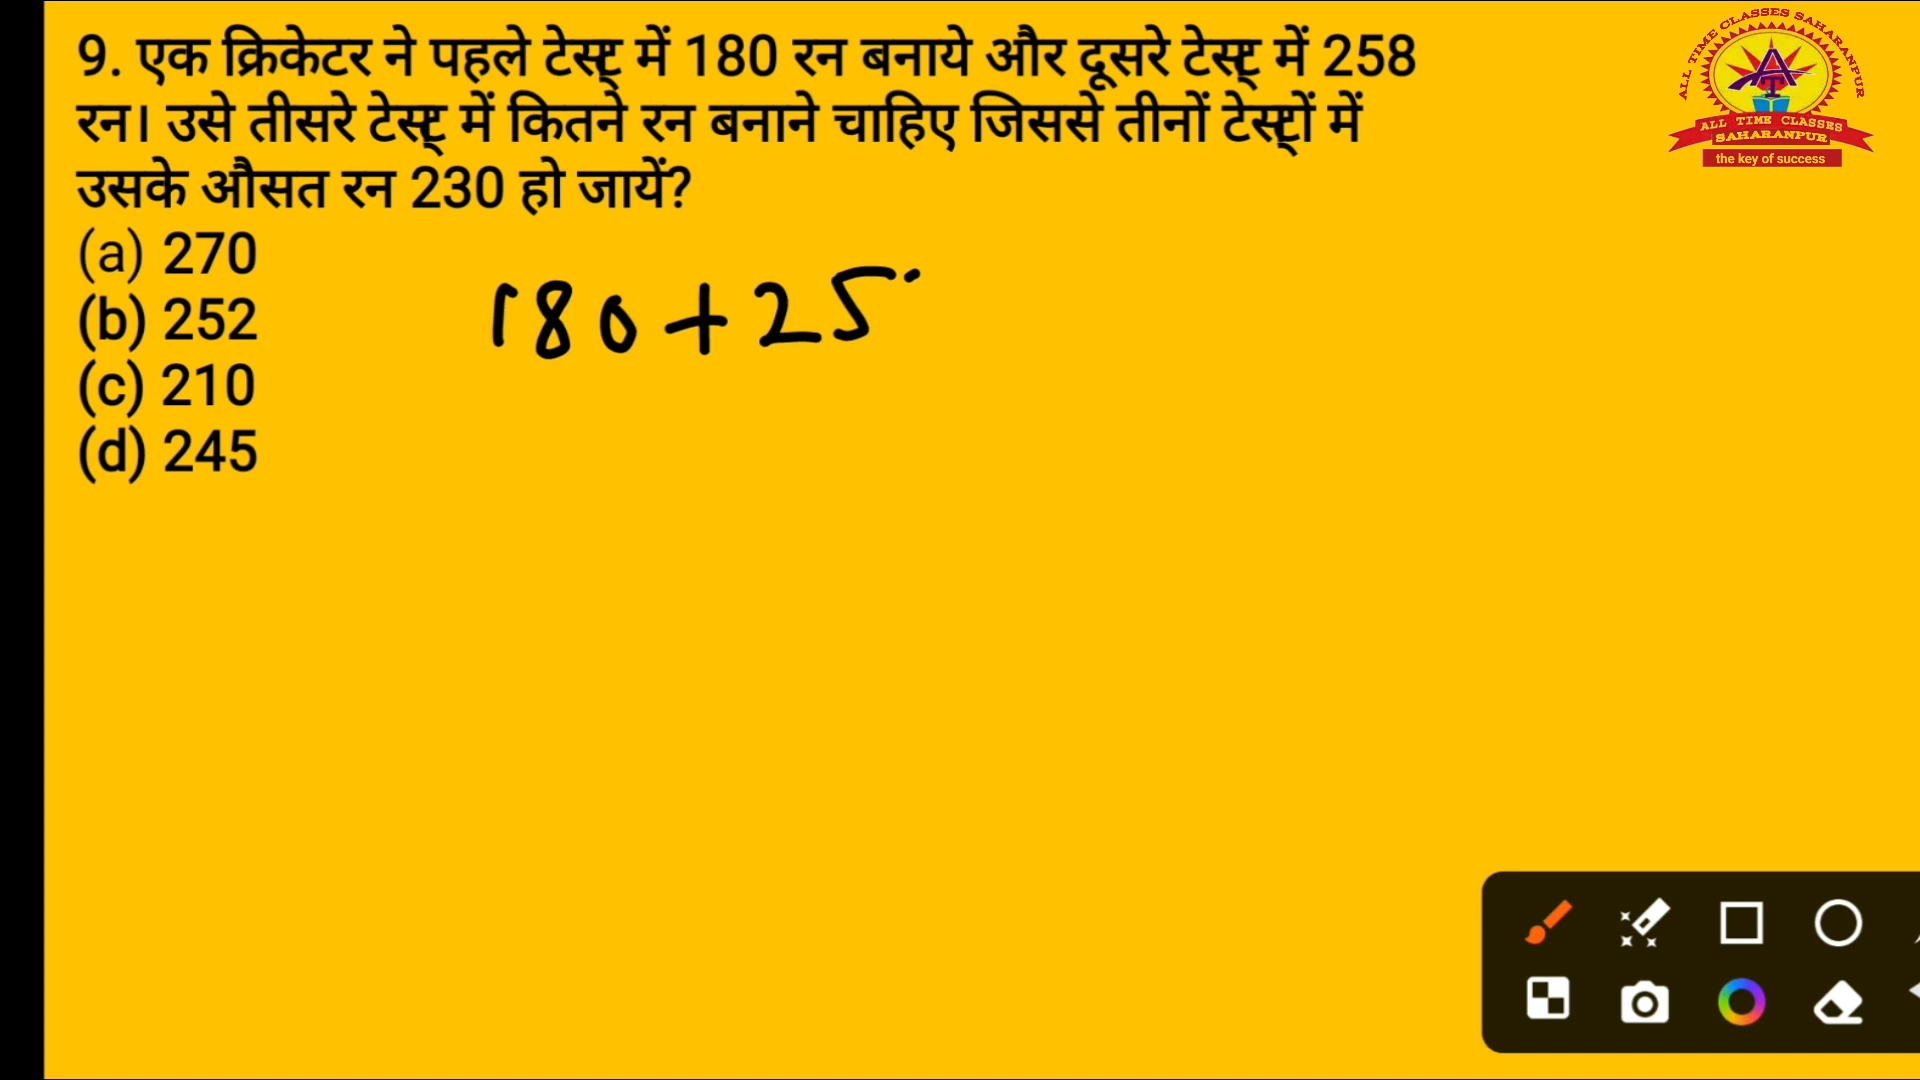 9. एक क्रिकेटर ने पहले टेस्ट् में 180 रन बनाये और दूसरे टेस्ट् में 258
रन। उसे तीसरे टेस्ट् में कितने रन बनाने चाहिए जिससे तीनों टेस्ट्ों में
उसके औसत रन 230 हो जायें?
(a) 270
(b) 252
(c) 210
(d) 245
180+25
ALL TIME CLASSES SAHARANPUR
ALL TIME CLASSES
SAHARANPUR
the key of success